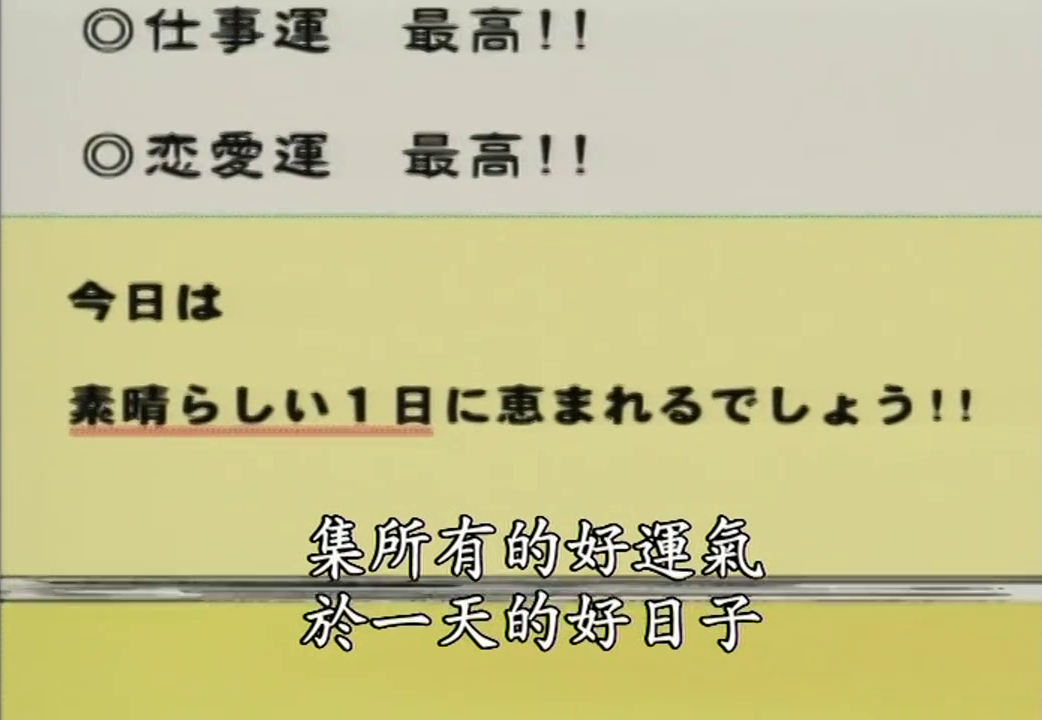 ◎仕事運　最高！！
◎恋愛運　最高！！
今日は
素晴らしい１日に恵まれるでしょう！！
集所有的好運氣
於一天的好日子